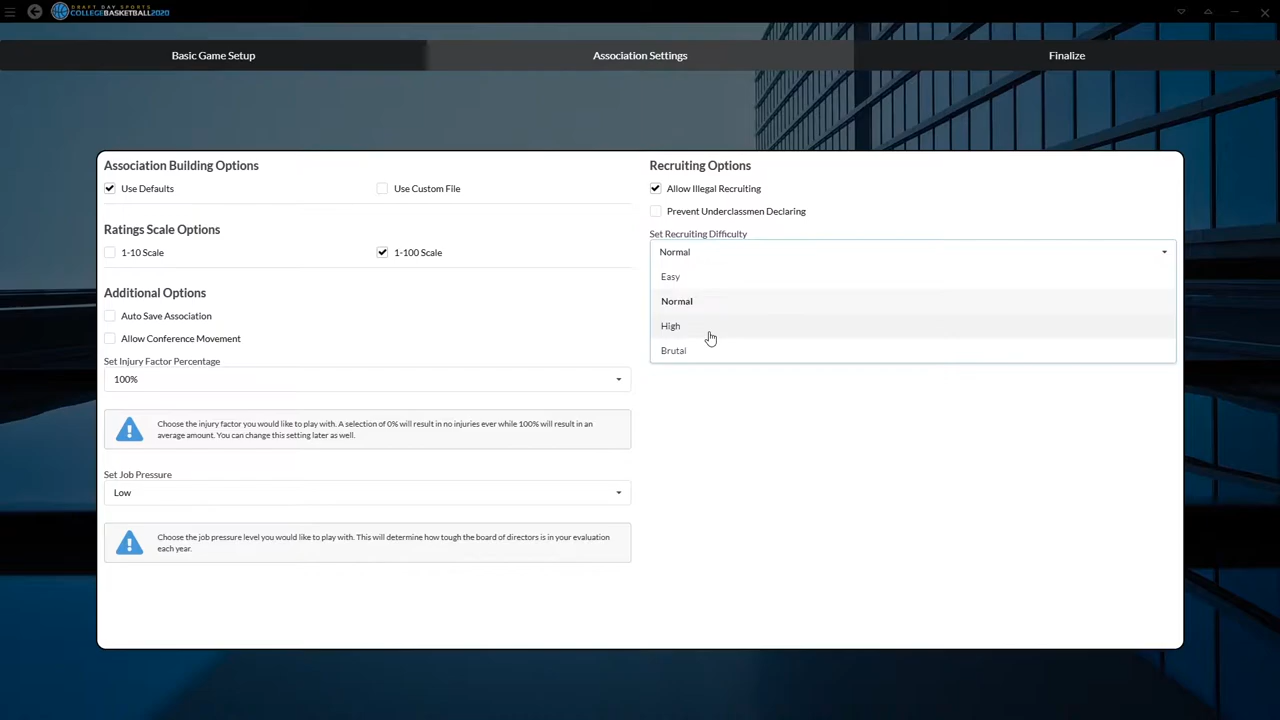 DRAFT DAY SPORTS
COLLEGE BASKETBALL 2020
Basic Game Setup
Association Settings
Finalize
Association Building Options
Use Defaults
Use Custom File
Ratings Scale Options
1-10 Scale
1-100 Scale
Additional Options
Auto Save Association
Allow Conference Movement
Set Injury Factor Percentage
100%
Choose the injury factor you would like to play with. A selection of 0% will result in no injuries ever while 100% will result in an
average amount. You can change this setting later as well.
Set Job Pressure
Low
Choose the job pressure level you would like to play with. This will determine how tough the board of directors is in your evaluation
each year.
Recruiting Options
Allow Illegal Recruiting
Prevent Underclassmen Declaring
Set Recruiting Difficulty
Normal
Easy
Normal
High
Brutal